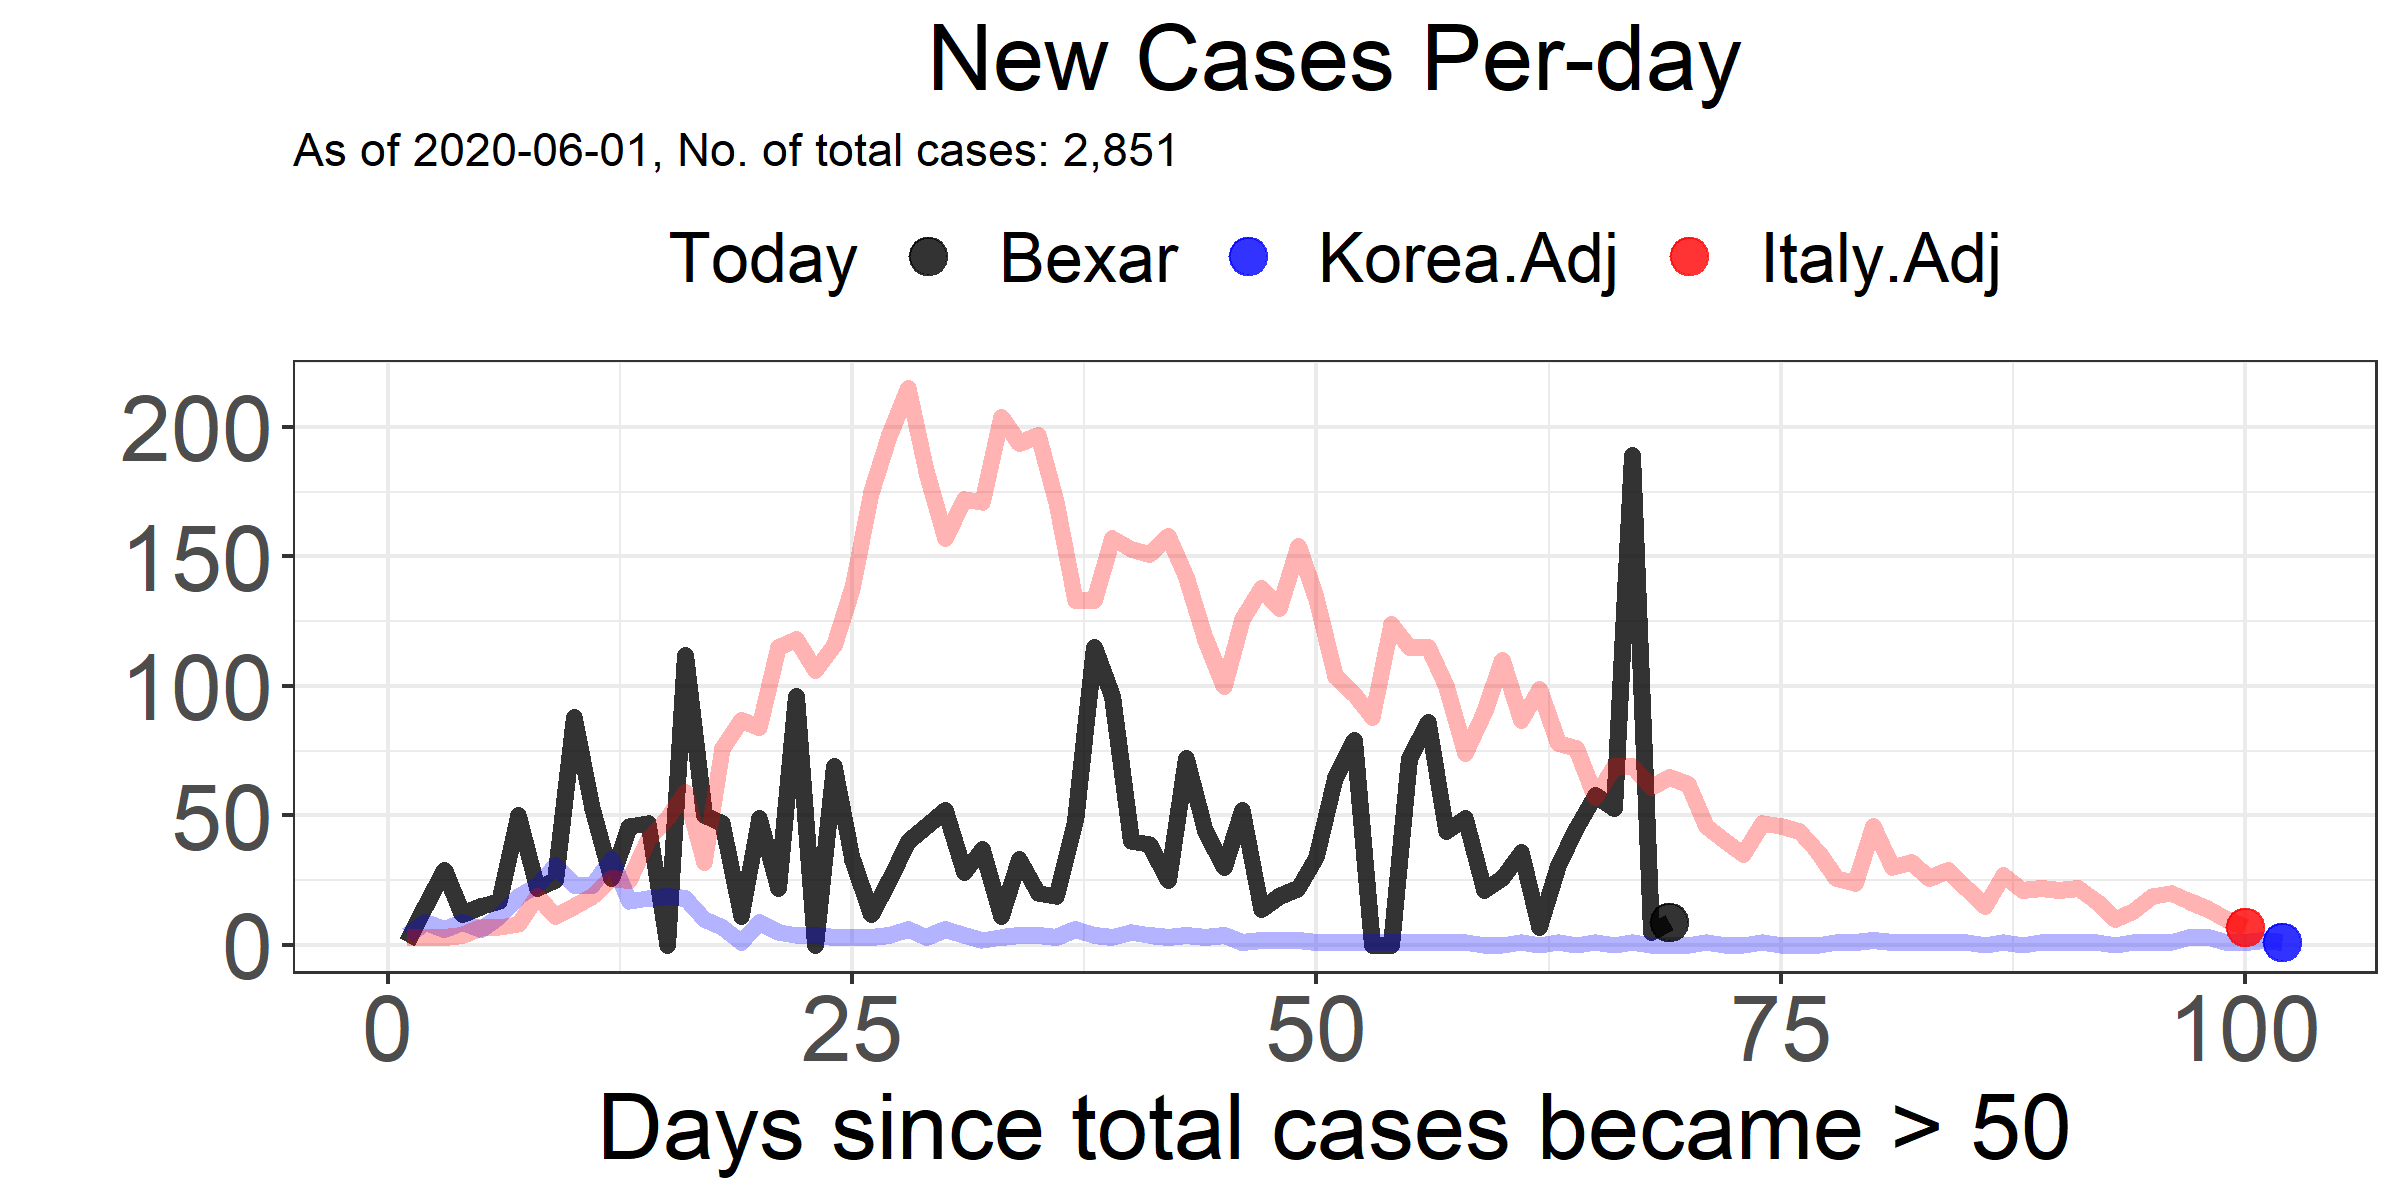 New Cases Per-day
As of 2020-06-01, No. of total cases: 2,851
Today Bexar Korea.Adj Italy.Adj
200
150
100
50
0
0 25 50 75 100
Days since total cases became > 50